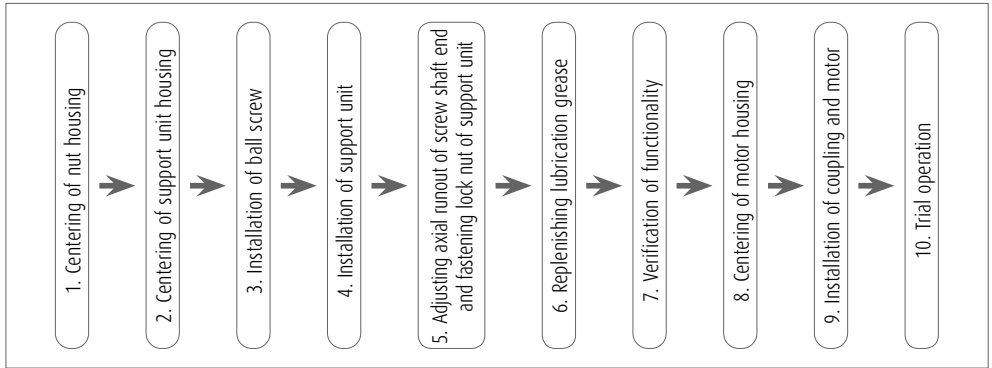 1. Centering of nut housing
2. Centering of support unit housing
3. Installation of ball screw
4. Installation of support unit
5. Adjusting axial runout of screw shaft end
and fastening lock nut of support unit
6. Replenishing lubrication grease
7. Verification of functionality
8. Centering of motor housing
9. Installation of coupling and motor
10. Trial operation